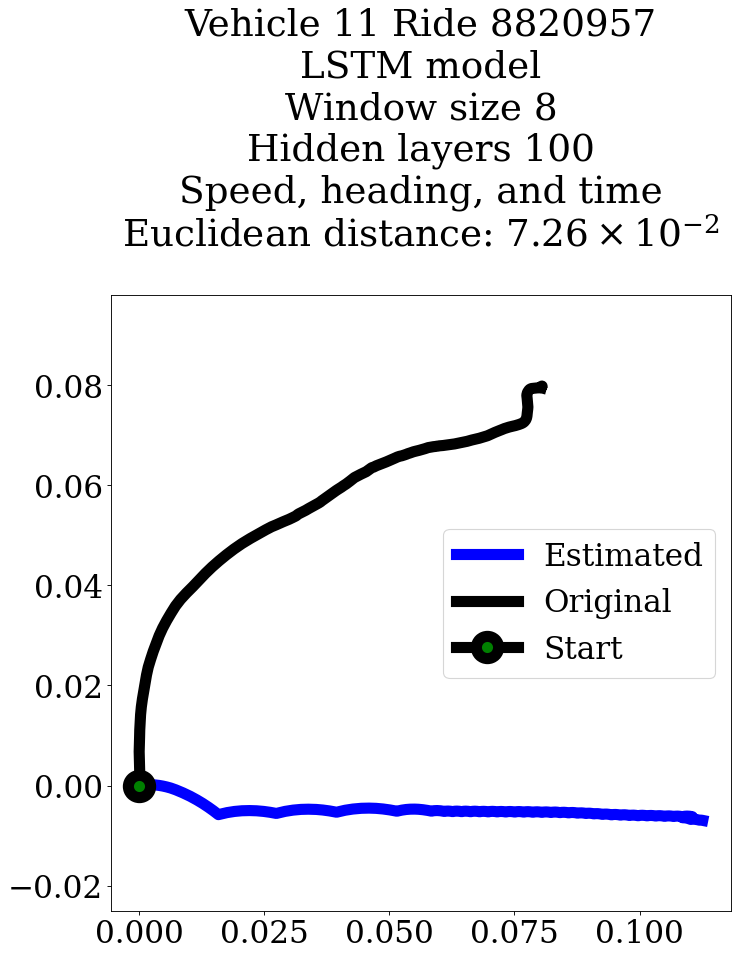 Vehicle 11 Ride 8820957
LSTM model
Window size 8
Hidden layers 100
Speed, heading, and time
Euclidean distance: 7.26 × 10⁻²
0.08
0.06
0.04
0.02
0.00
−0.02
Estimated
Original
Start
0.000 0.025 0.050 0.075 0.100